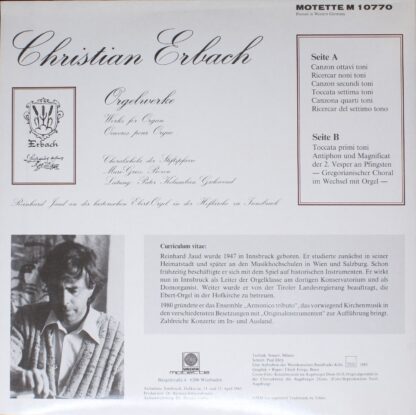 MOTETTE M 10770
Christian Erbach
Orgelwerke
Works for Organ
Oeuvres pour Orgue
Erbach
Choralschola der Stiftspfarre
Leitung: Peter
Reinhard Jaud an der historischen Ebert-Orgel in der Hofkirche zu Innsbruck
Seite A
Canzon ottavi toni
Ricercar noni toni
Canzon secundi toni
Toccata settima toni
Canzona quarti toni
Ricercar del settimo tono
Seite B
Toccata primi toni
Antiphon und Magnificat
der 2. Vesper an Pfingsten
- Gregorianischer Choral
im Wechsel mit Orgel -
Curriculum vitae:
Reinhard Jaud wurde 1947 in Innsbruck geboren. Er studierte zunächst in seiner
Heimatstadt und später an den Musikhochschulen in Wien und Salzburg. Schon
frühzeitig beschäftigte er sich mit dem Spiel auf historischen Instrumenten. Er wirkt
nun in Innsbruck als Leiter der Orgelklasse am dortigen Konservatorium und als
Domorganist. Weiter wurde er von der Tiroler Landesregierung beauftragt, die
Ebert-Orgel in der Hofkirche zu betreuen.
1980 gründete er das Ensemble „Armonico tributo“, das vorwiegend Kirchenmusik in
den verschiedensten Besetzungen mit „Originalinstrumenten“ zur Aufführung bringt.
Zahlreiche Konzerte im In- und Ausland.
motette